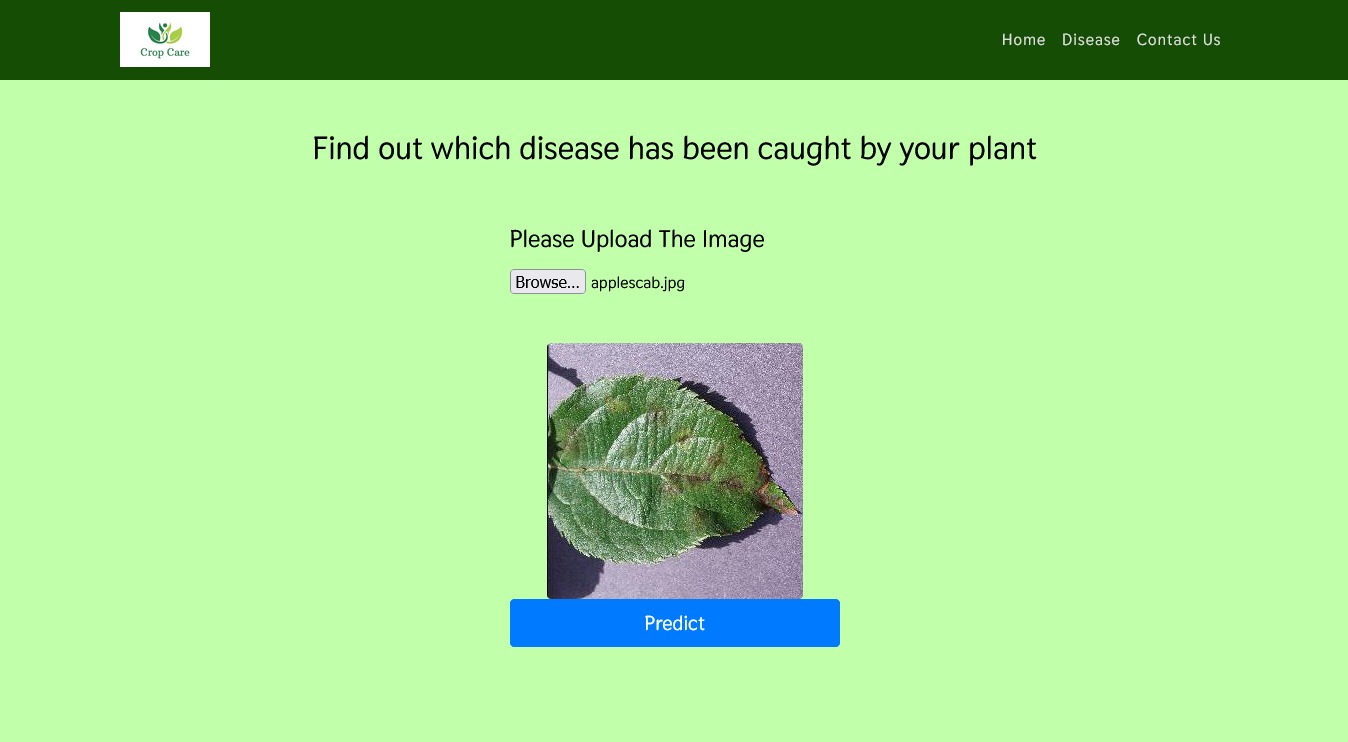 Crop Care
Home Disease Contact Us
Find out which disease has been caught by your plant
Please Upload The Image
Browse... applescab.jpg
Predict